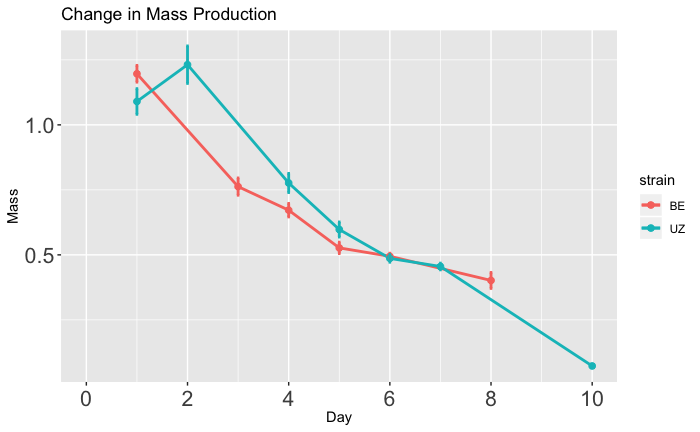 Change in Mass Production
Mass
1.0
0.5
0 2 4 6 8 10
Day
strain
BE
UZ